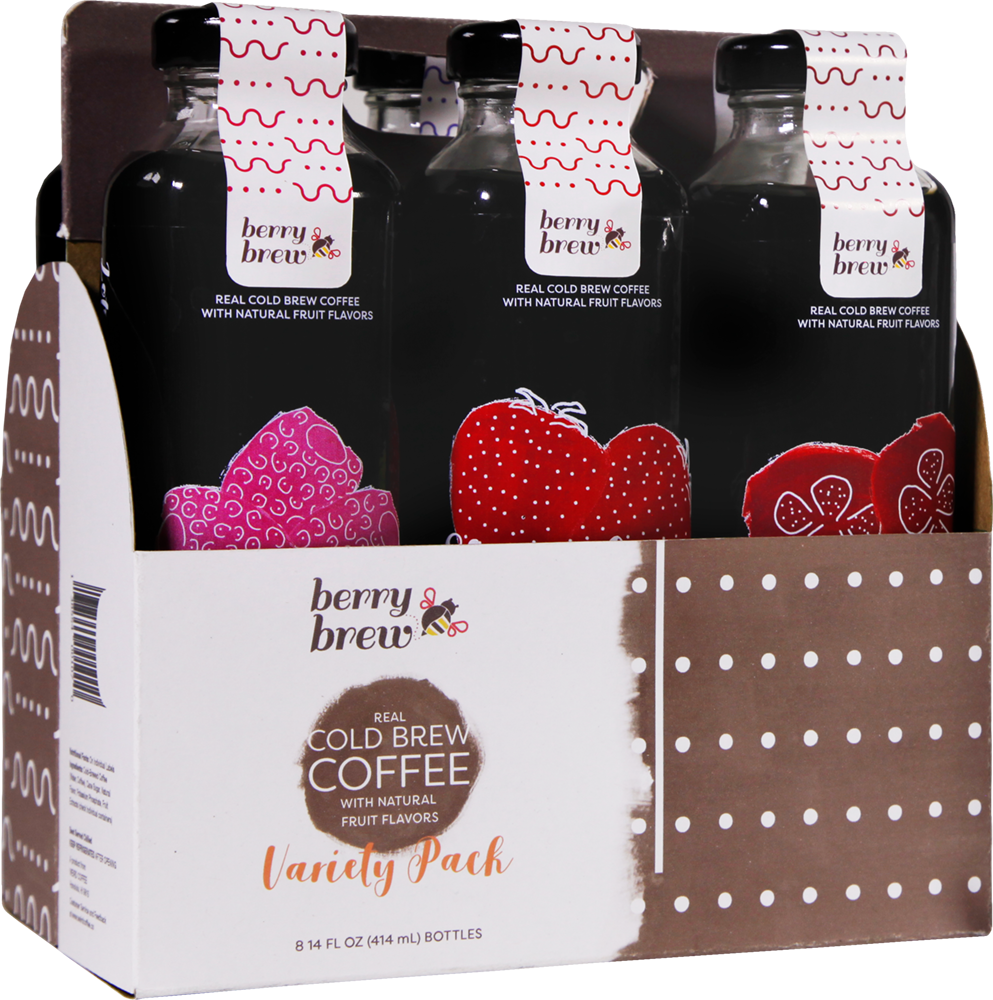 berry
brew
REAL COLD BREW COFFEE
WITH NATURAL FRUIT FLAVORS
berry
brew
REAL COLD BREW COFFEE
WITH NATURAL FRUIT FLAVORS
berry
brew
REAL COLD BREW COFFEE
WITH NATURAL FRUIT FLAVORS
berry
brew
REAL
COLD BREW
COFFEE
WITH NATURAL
FRUIT FLAVORS
Variety Pack
8 14 FL OZ (414 mL) BOTTLES